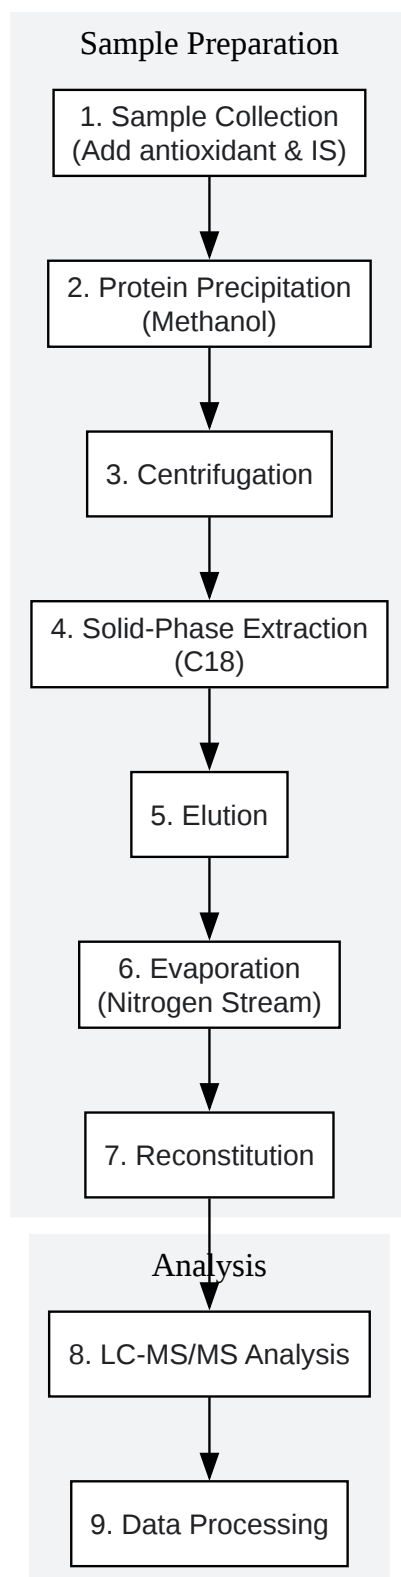 Sample Preparation
1. Sample Collection
(Add antioxidant & IS)
2. Protein Precipitation
(Methanol)
3. Centrifugation
4. Solid-Phase Extraction
(C18)
5. Elution
6. Evaporation
(Nitrogen Stream)
7. Reconstitution
Analysis
8. LC-MS/MS Analysis
9. Data Processing